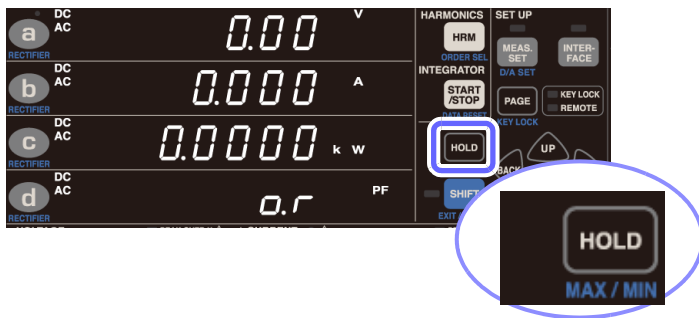 DC
AC
a
RECTIFIER
0.00
V
DC
AC
b
RECTIFIER
0.000
A
DC
AC
c
RECTIFIER
0.0000
k W
DC
AC
d
RECTIFIER
o.r
PF
HARMONICS
HRM
ORDER SEL
INTEGRATOR
START
/STOP
DATA RESET
HOLD
SHIFT
EXIT
SET UP
MEAS.
SET
D/A SET
INTER-
FACE
PAGE
KEY LOCK
KEY LOCK
REMOTE
UP
BACK
HOLD
MAX / MIN